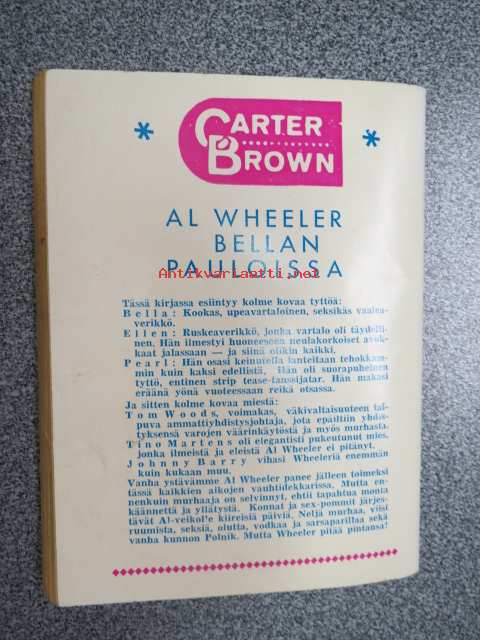 CARTER
BROWN
AL WHEELER
BELLAN
PAULOISSA
Antikvariaatti.net
Tässä kirjassa esiintyy kolme kovaa tyttöä:
Bella: Kookas, upeavartaloinen, seksikäs vaalea-
verikkö.
Ellen: Ruskeaverikkö, jonka vartalo oli täydelli-
nen. Hän ilmestyi huoneeseen neulakorkoiset avok-
kaat jalassaan — ja siinä olikin kaikki.
Pearl: Hän osasi keinutella lanteitaan tehokkam-
min kuin kaksi edellistä. Hän oli suorapuheinen
tyttö, entinen strip tease-tanssijatar. Hän makasi
eräänä yönä vuoteessaan reikä otsassa.
Ja sitten kolme kovaa miestä:
Tom Woods, voimakas, väkivaltaisuuteen tai-
puva ammattiyhdistysjohtaja, jota epäiltiin yhdis-
tyksensä varojen väärinkäytöstä ja myös murhasta.
Tino Martens oli elegantisti pukeutunut mies,
jonka ilmeistä ja eleistä Al Wheeler ei pitänyt.
Johnny Barry vihasi Wheeleriä enemmän
kuin kukaan muu.
Vanha ystävämme Al Wheeler panee jälleen toimeksi
tässä kaikkien aikojen vauhtidekkarissa. Mutta en-
nenkuin murhaaja on selvinnyt, ehtii tapahtua monta
käännettä ja yllätystä. Konnat ja sex-pommit järjes-
tävät Al-veikol'e kiireisiä päiviä. Neljä murhaa, viisi
ruumista, seksiä, olutta, vodkaa ja sarsaparillaa sekä
vanha kunnon Polnik. Mutta Wheeler pitää pintansa!